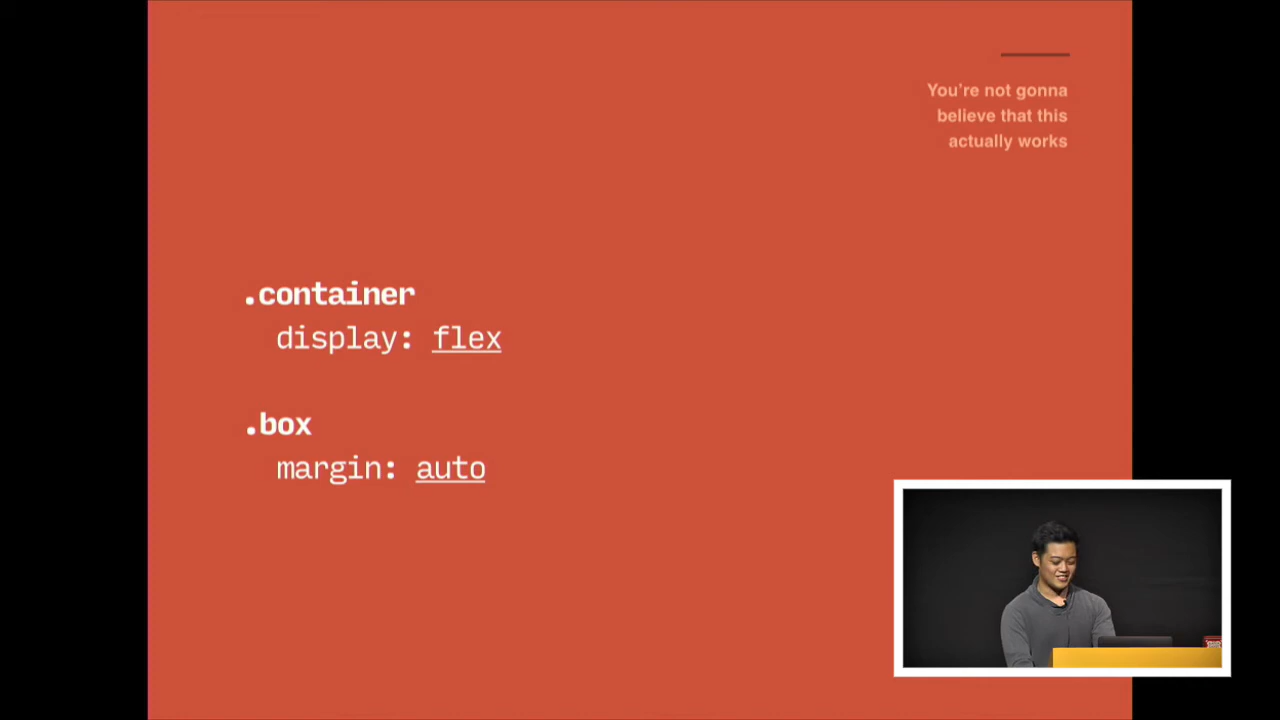 You're not gonna
believe that this
actually works
.container
display: flex
.box
margin: auto